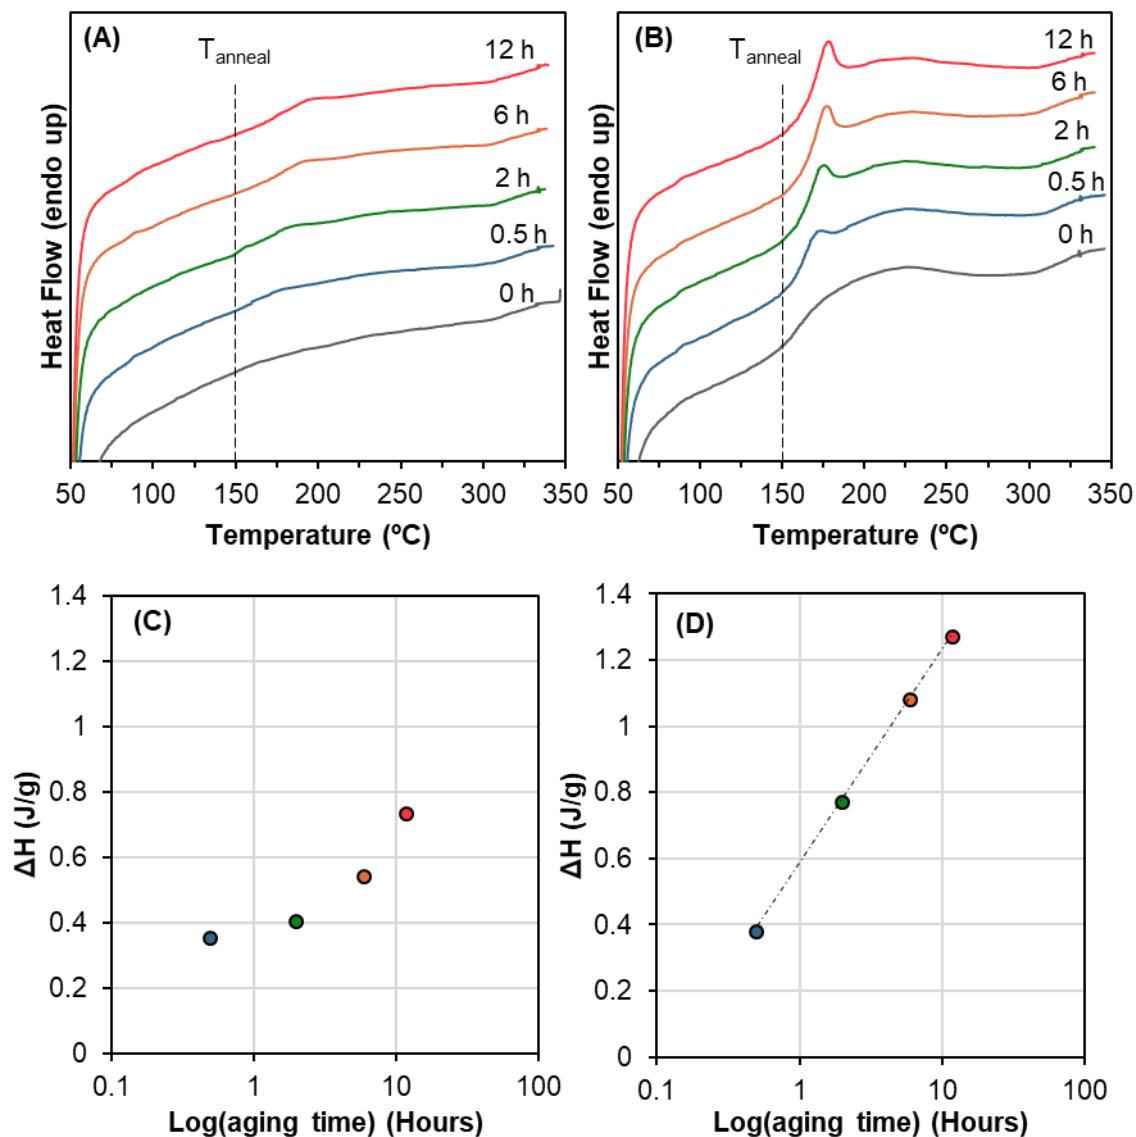 (A)
T anneal
12 h
6 h
2 h
0.5 h
0 h
Heat Flow (endo up)
50 100 150 200 250 300 350
Temperature (ºC)
(B)
T anneal
12 h
6 h
2 h
0.5 h
0 h
Heat Flow (endo up)
50 100 150 200 250 300 350
Temperature (ºC)
(C)
1.4
1.2
1
0.8
0.6
0.4
0.2
0
ΔH (J/g)
0.1 1 10 100
Log(aging time) (Hours)
(D)
1.4
1.2
1
0.8
0.6
0.4
0.2
0
ΔH (J/g)
0.1 1 10 100
Log(aging time) (Hours)